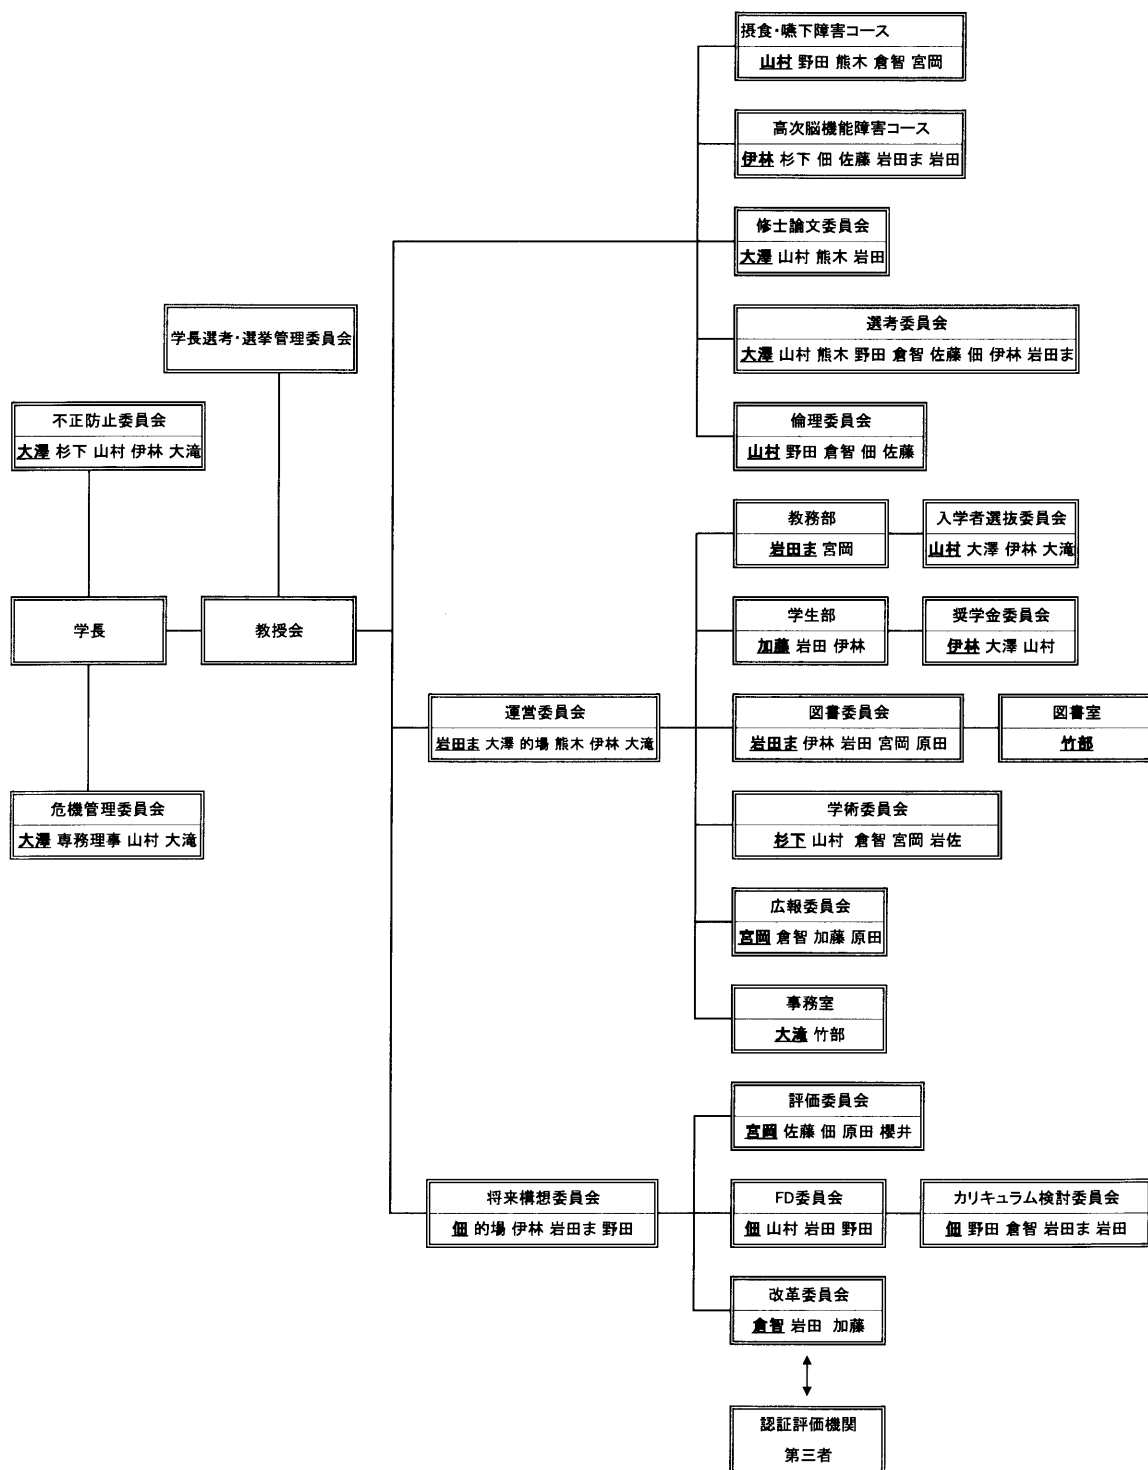 摂食・嚥下障害コース
山村 野田 熊木 倉智 宮岡
高次脳機能障害コース
伊林 杉下 佃 佐藤 岩田ま 岩田
修士論文委員会
大澤 山村 熊木 岩田
学長選考・選挙管理委員会
選考委員会
大澤 山村 熊木 野田 倉智 佐藤 佃 伊林 岩田ま
不正防止委員会
大澤 杉下 山村 伊林 大滝
倫理委員会
山村 野田 倉智 佃 佐藤
教務部
岩田ま 宮岡
入学者選抜委員会
山村 大澤 伊林 大滝
学長
教授会
学生部
加藤 岩田 伊林
奨学金委員会
伊林 大澤 山村
運営委員会
岩田ま 大澤 的場 熊木 伊林 大滝
図書委員会
岩田ま 伊林 岩田 宮岡 原田
図書室
竹部
危機管理委員会
大澤 専務理事 山村 大滝
学術委員会
杉下 山村 倉智 宮岡 岩佐
広報委員会
宮岡 倉智 加藤 原田
事務室
大滝 竹部
評価委員会
宮岡 佐藤 佃 原田 櫻井
将来構想委員会
佃 的場 伊林 岩田ま 野田
FD委員会
佃 山村 岩田 野田
カリキュラム検討委員会
佃 野田 倉智 岩田ま 岩田
改革委員会
倉智 岩田 加藤
認証評価機関
第三者